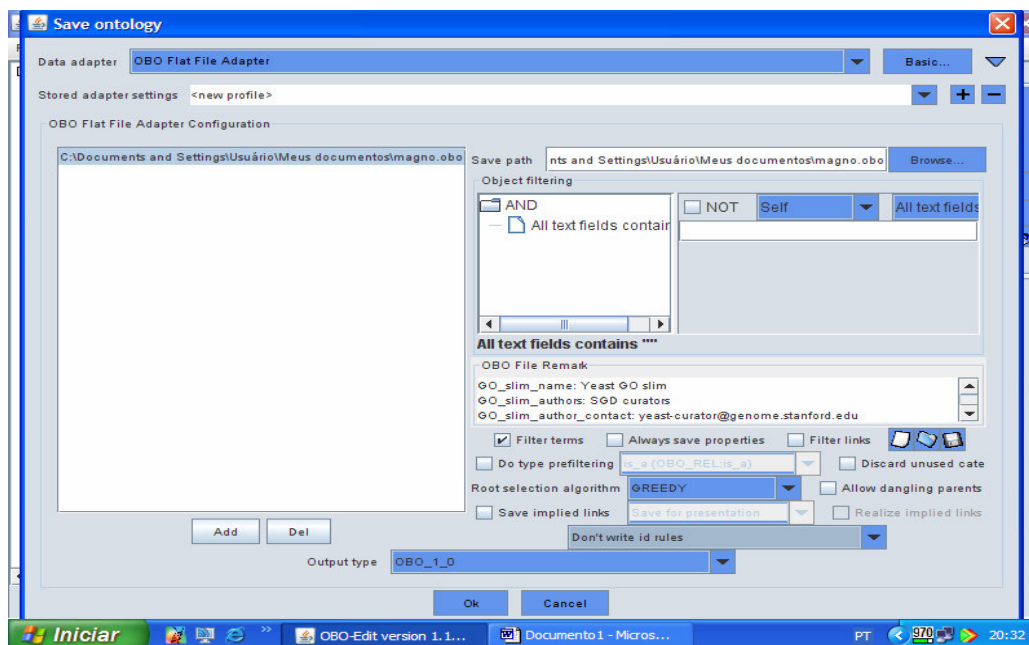 Save ontology
Data adapter OBO Flat File Adapter Basic...
Stored adapter settings <new profile>
OBO Flat File Adapter Configuration
C:\Documents and Settings\Usuário\Meus documentos\magno.obo
Save path nts and Settings\Usuário\Meus documentos\magno.obo Browse...
Object filtering
AND
All text fields contain
NOT Self All text fields
All text fields contains ""
OBO File Remark
GO_slim_name: Yeast GO slim
GO_slim_authors: SGD curators
GO_slim_author_contact: yeast-curator@genome.stanford.edu
Filter terms Always save properties Filter links
Do type prefiltering is_a (OBO_REL:is_a) Discard unused cate
Root selection algorithm GREEDY Allow dangling parents
Save implied links Save for presentation Realize implied links
Add Del
Don't write id rules
Output type OBO_1_0
Ok Cancel
Iniciar OBO-Edit version 1.1... Documento1 - Micros... PT 970 20:32